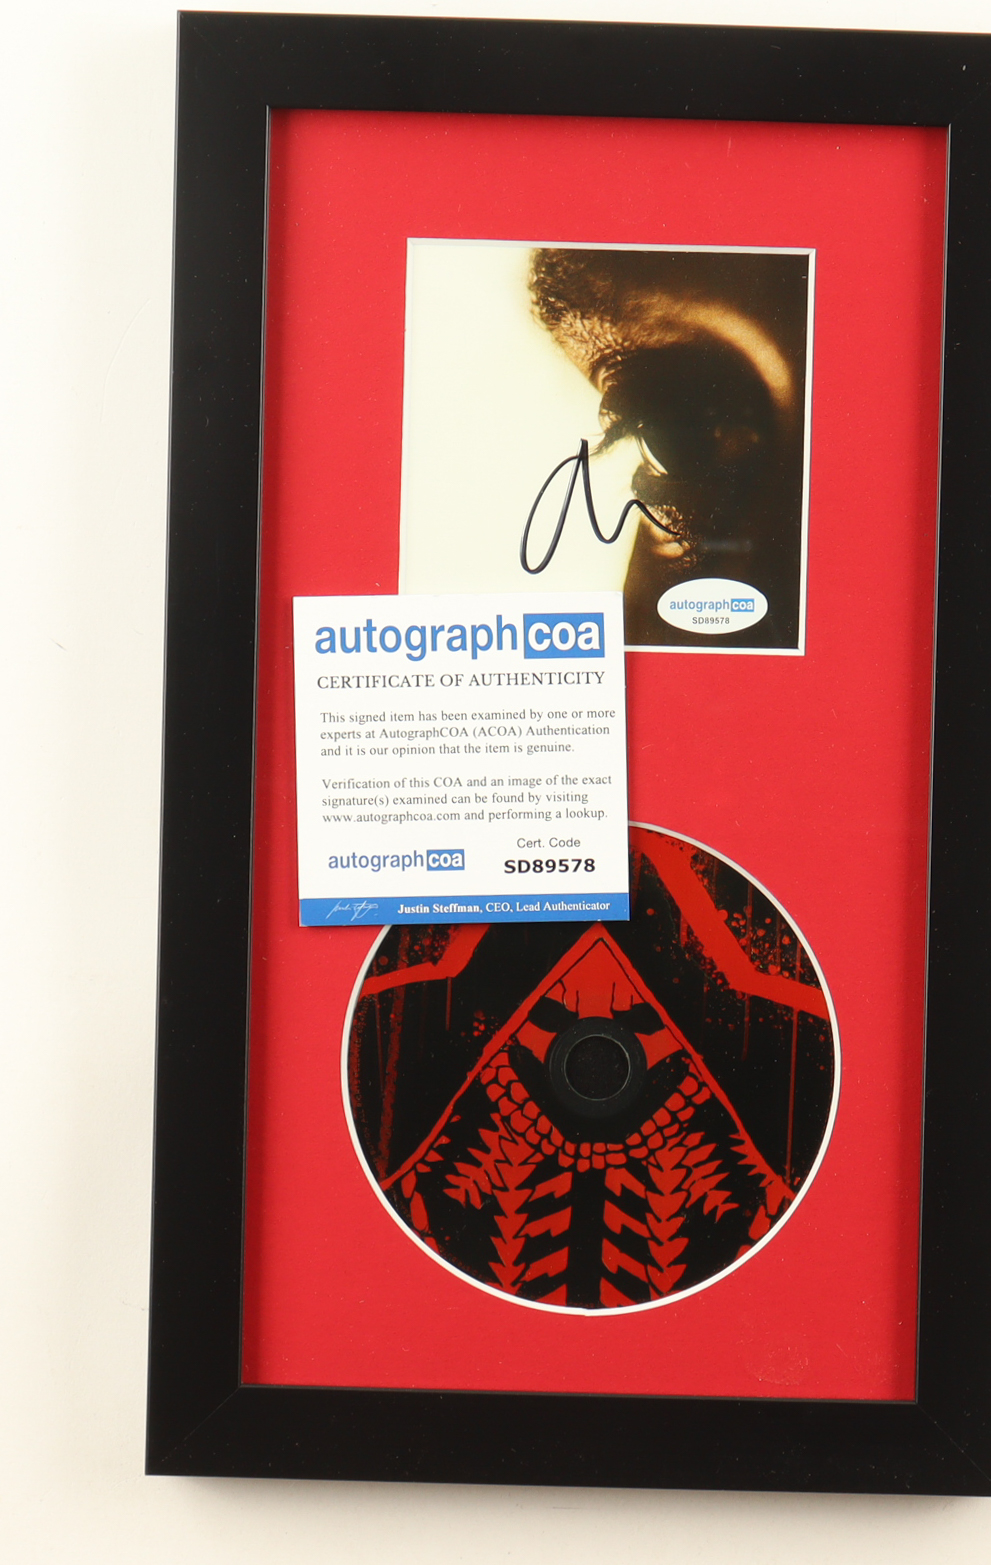 autographcoa
SD89578
autographcoa
CERTIFICATE OF AUTHENTICITY
This signed item has been examined by one or more
experts at AutographCOA (ACOA) Authentication
and it is our opinion that the item is genuine.
Verification of this COA and an image of the exact
signature(s) examined can be found by visiting
www.autographcoa.com and performing a lookup.
Cert. Code
autographcoa SD89578
Justin Steffman, CEO, Lead Authenticator